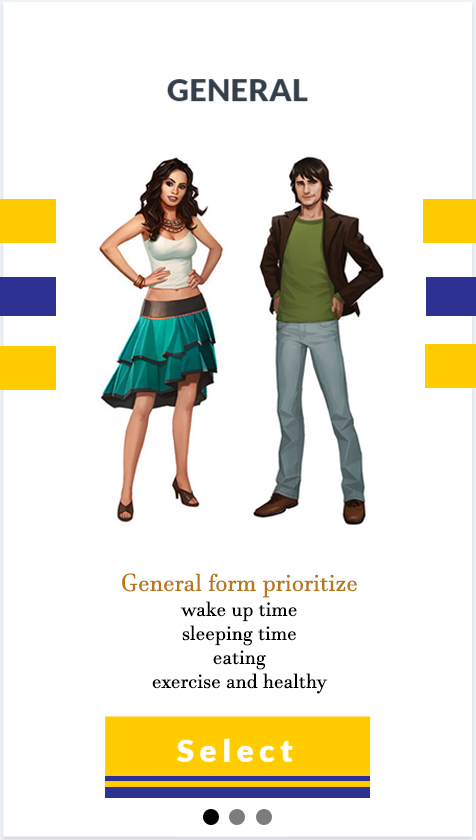 GENERAL
General form prioritize
wake up time
sleeping time
eating
exercise and healthy
Select